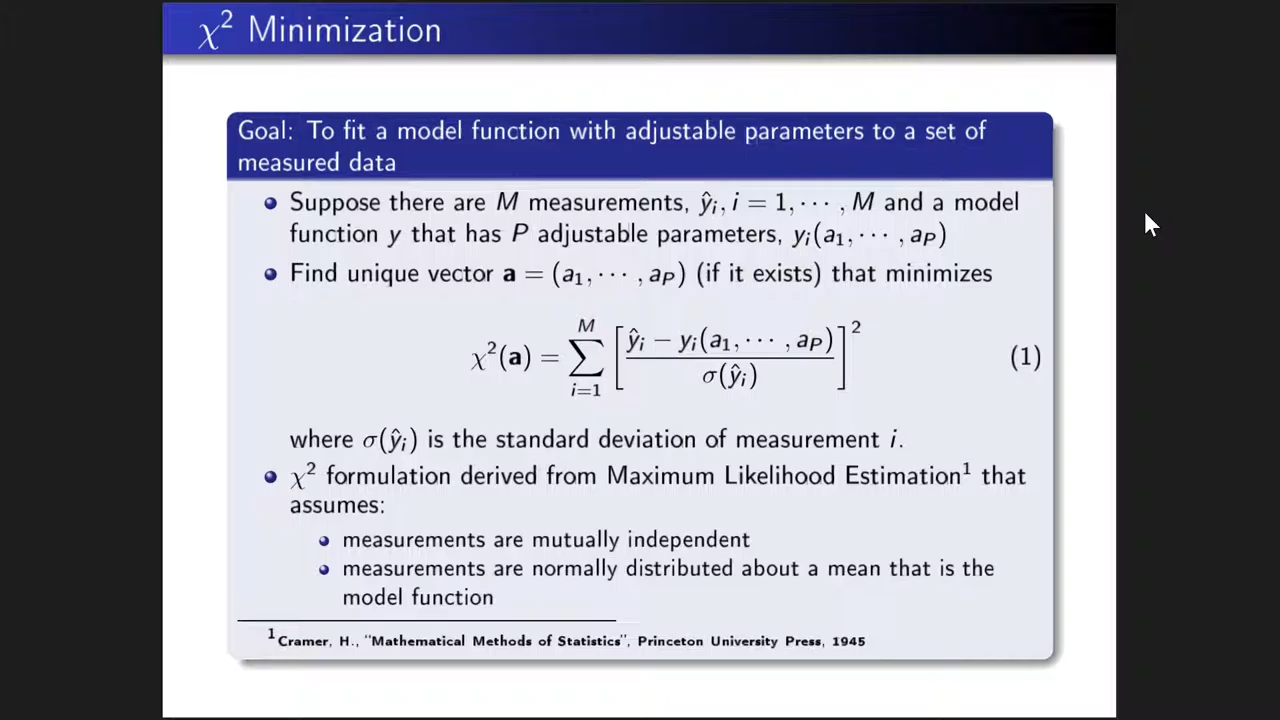 χ² Minimization
Goal: To fit a model function with adjustable parameters to a set of
measured data
Suppose there are M measurements, ŷᵢ, i = 1, ⋯ , M and a model
function y that has P adjustable parameters, yᵢ(a₁, ⋯ , a_P)
Find unique vector a = (a₁, ⋯ , a_P) (if it exists) that minimizes
χ²(a) = ∑_{i=1}^{M} [ (ŷᵢ − yᵢ(a₁, ⋯ , a_P)) / σ(ŷᵢ) ]² (1)
where σ(ŷᵢ) is the standard deviation of measurement i.
χ² formulation derived from Maximum Likelihood Estimation¹ that
assumes:
measurements are mutually independent
measurements are normally distributed about a mean that is the
model function
¹Cramer, H., "Mathematical Methods of Statistics", Princeton University Press, 1945